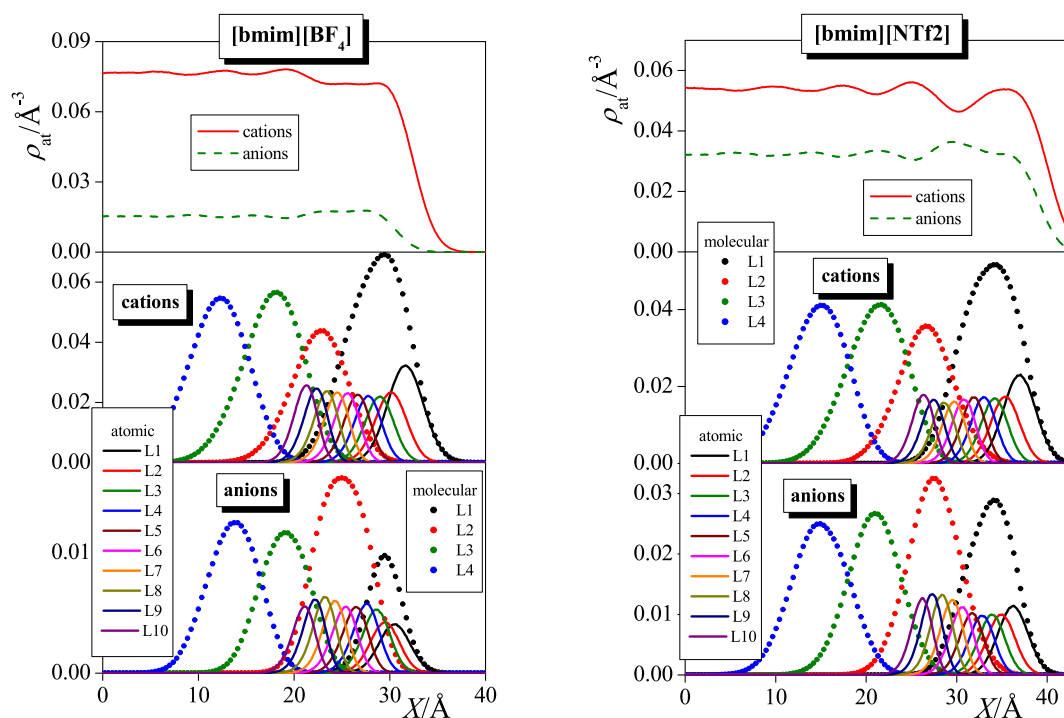 [bmim][BF4]
0.09
0.06
0.03
0.00
ρat/Å-3
cations
anions
0.06
0.04
0.02
0.00
cations
atomic
L1
L2
L3
L4
L5
L6
L7
L8
L9
L10
anions
molecular
L1
L2
L3
L4
0.01
0.00
0 10 20 30 40
X/Å
[bmim][NTf2]
0.06
0.04
0.02
0.00
ρat/Å-3
cations
anions
molecular
L1
L2
L3
L4
cations
0.04
0.02
0.00
atomic
L1
L2
L3
L4
L5
L6
L7
L8
L9
L10
anions
0.03
0.02
0.01
0.00
0 10 20 30 40
X/Å